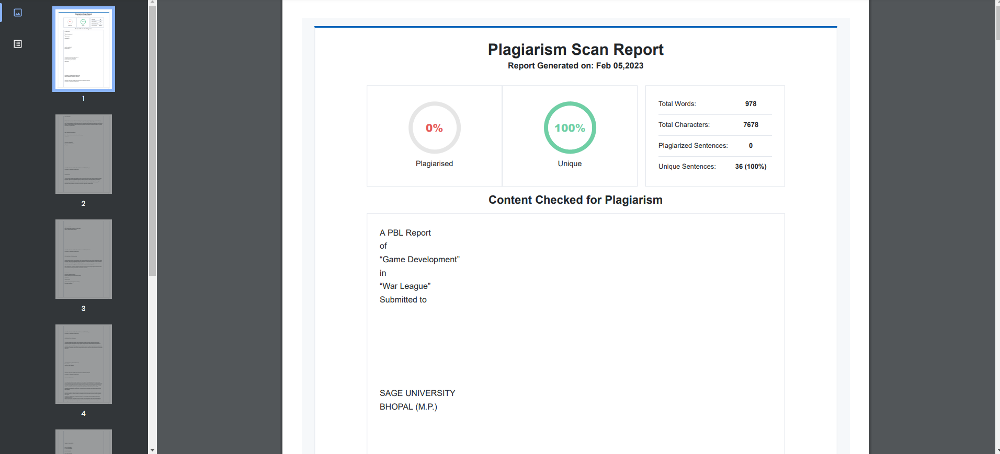 Plagiarism Scan Report
Report Generated on: Feb 05,2023
0%
Plagiarised
100%
Unique
Total Words: 978
Total Characters: 7678
Plagiarized Sentences: 0
Unique Sentences: 36 (100%)
Content Checked for Plagiarism
A PBL Report
of
“Game Development”
in
“War League”
Submitted to
SAGE UNIVERSITY
BHOPAL (M.P.)
1
2
3
4